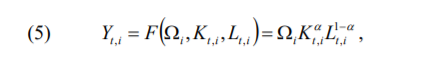 (5) Y_{t,i} = F(Ω_i, K_{t,i}, L_{t,i}) = Ω_i K_{t,i}^α L_{t,i}^{1-α} ,